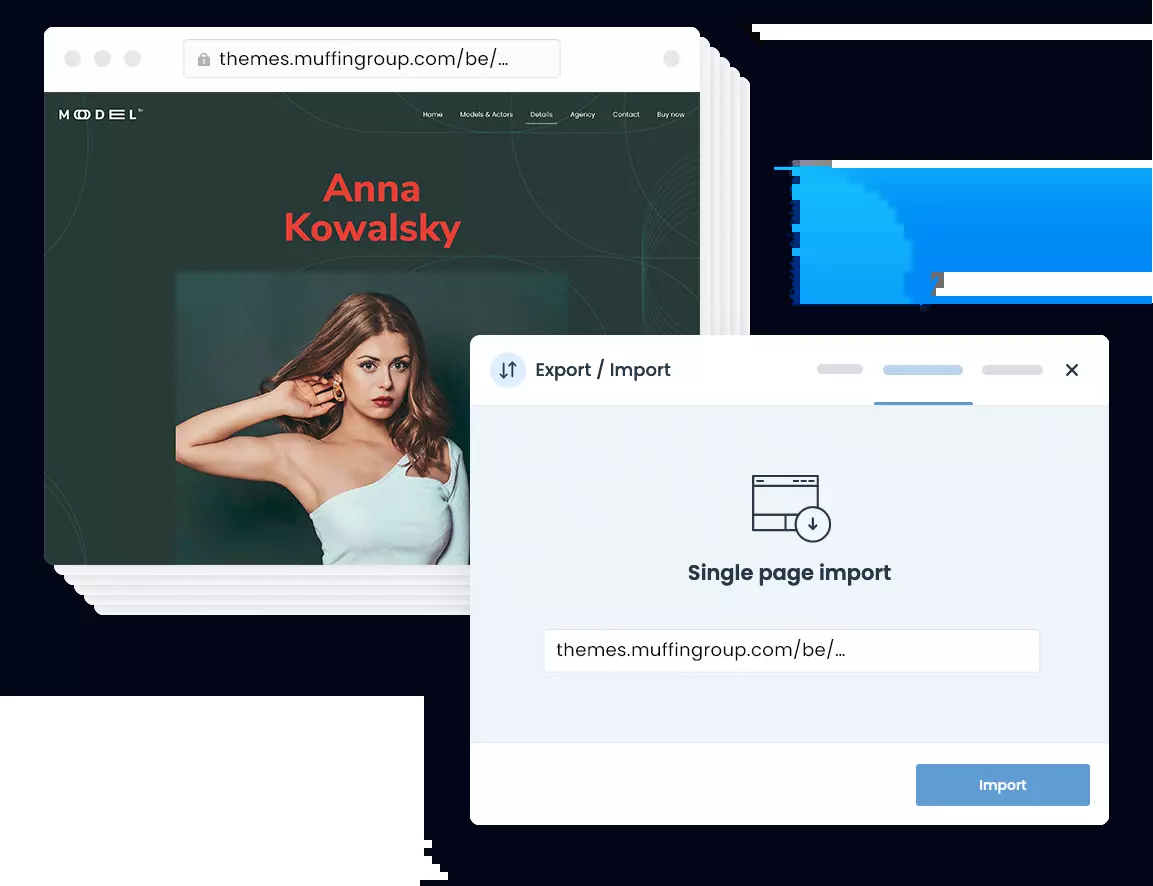 themes.muffingroup.com/be/...
MOODEL
Home Models & Actors Details Agency Contact Buy now
Anna
Kowalsky
Export / Import
Single page import
themes.muffingroup.com/be/...
Import